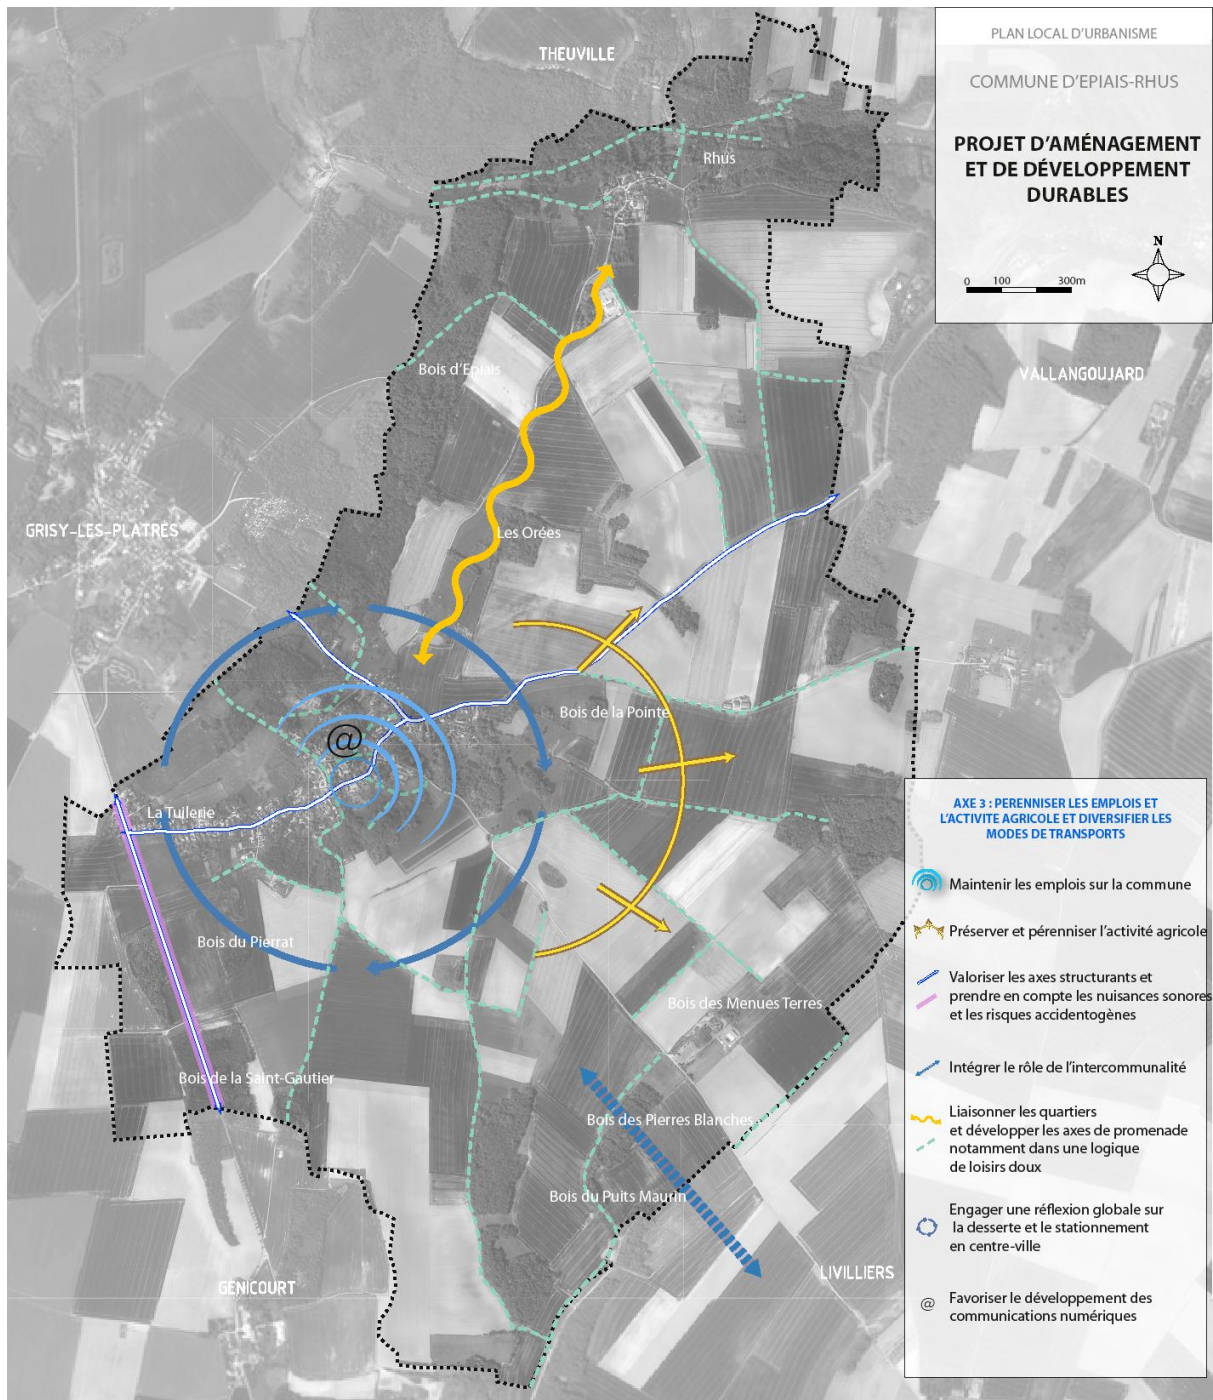 PLAN LOCAL D'URBANISME
COMMUNE D'EPIAIS-RHUS
PROJET D'AMÉNAGEMENT
ET DE DÉVELOPPEMENT
DURABLES
N
0 100 300m
THEUVILLE
Rhus
VALLANGOUJARD
Bois d'Epiais
GRISY-LES-PLATRES
Les Orées
Bois de la Pointe
@
La Tuilerie
Bois du Pierrat
Bois des Menues Terres
Bois de la Saint-Gautier
Bois des Pierres Blanches
Bois du Puits Maurin
LIVILLIERS
GENICOURT
AXE 3 : PERENNISER LES EMPLOIS ET
L'ACTIVITE AGRICOLE ET DIVERSIFIER LES
MODES DE TRANSPORTS
Maintenir les emplois sur la commune
Préserver et pérenniser l'activité agricole
Valoriser les axes structurants et
prendre en compte les nuisances sonores
et les risques accidentogènes
Intégrer le rôle de l'intercommunalité
Liaisonner les quartiers
et développer les axes de promenade
notamment dans une logique
de loisirs doux
Engager une réflexion globale sur
la desserte et le stationnement
en centre-ville
@ Favoriser le développement des
communications numériques